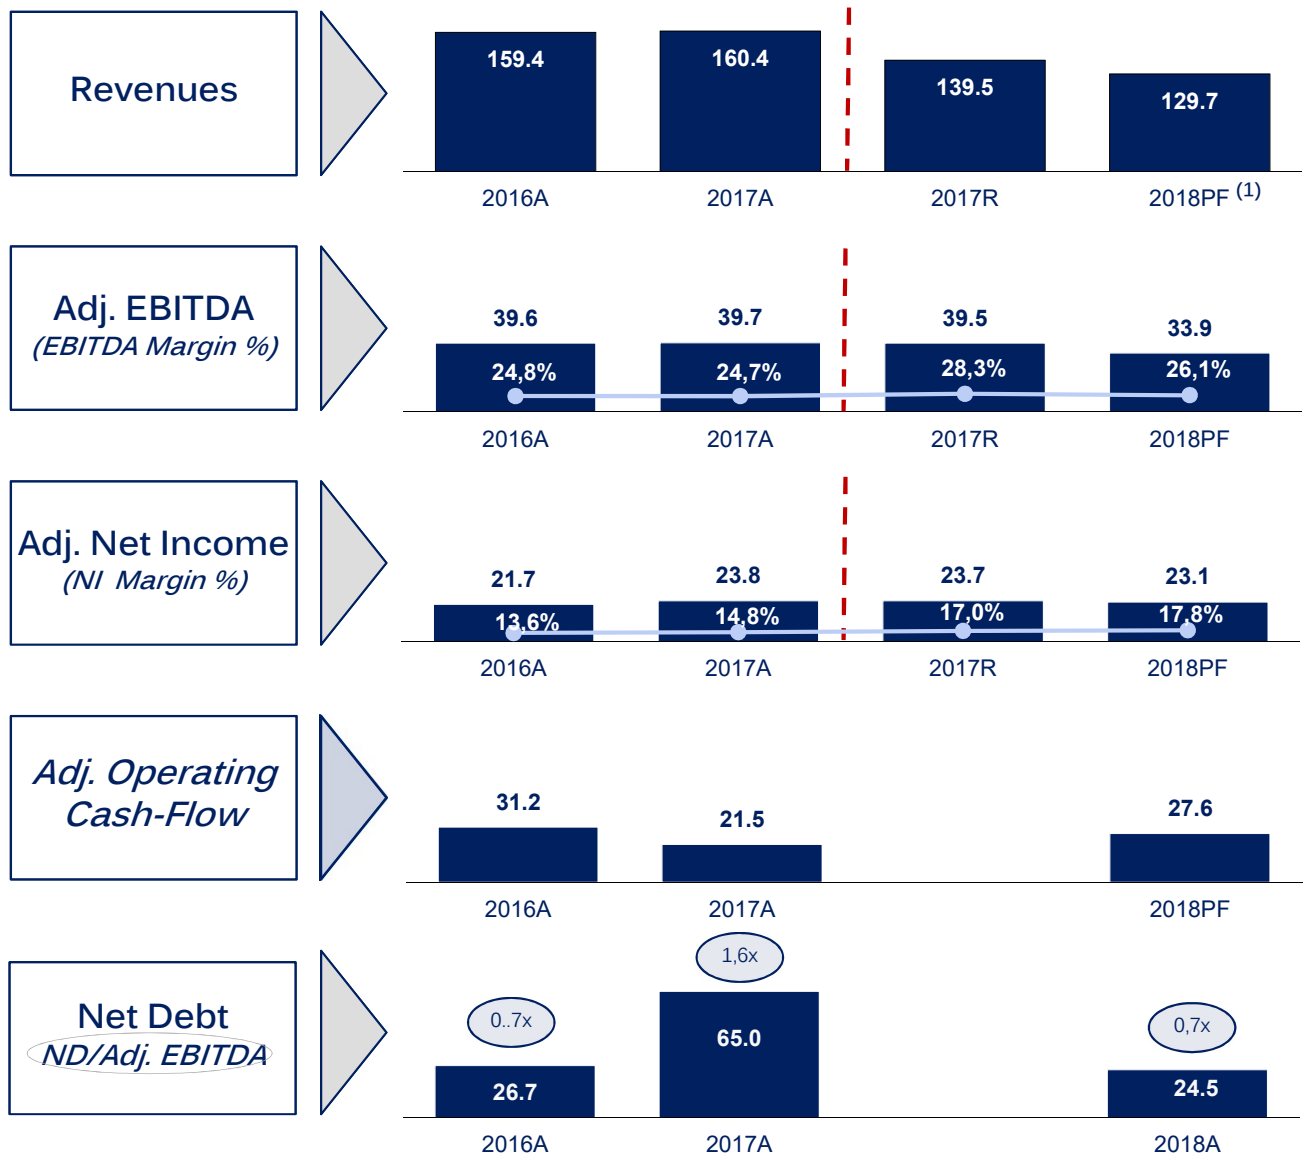 Revenues
159.4
160.4
139.5
129.7
2016A
2017A
2017R
2018PF (1)
Adj. EBITDA
(EBITDA Margin %)
39.6
39.7
39.5
33.9
24,8%
24,7%
28,3%
26,1%
2016A
2017A
2017R
2018PF
Adj. Net Income
(NI Margin %)
21.7
23.8
23.7
23.1
13,6%
14,8%
17,0%
17,8%
2016A
2017A
2017R
2018PF
Adj. Operating
Cash-Flow
31.2
21.5
27.6
2016A
2017A
2018PF
Net Debt
ND/Adj. EBITDA
0..7x
1,6x
0,7x
26.7
65.0
24.5
2016A
2017A
2018A